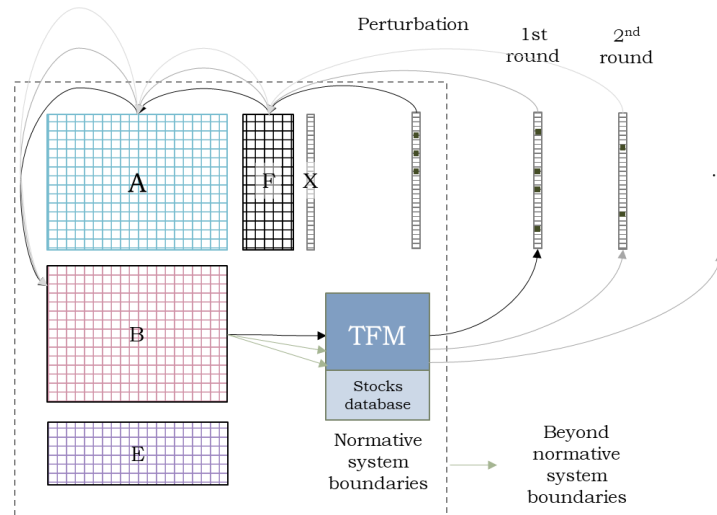 Perturbation
1st
round
2nd
round
A
F
X
B
TFM
Stocks
database
E
Normative
system
boundaries
Beyond
normative
system
boundaries